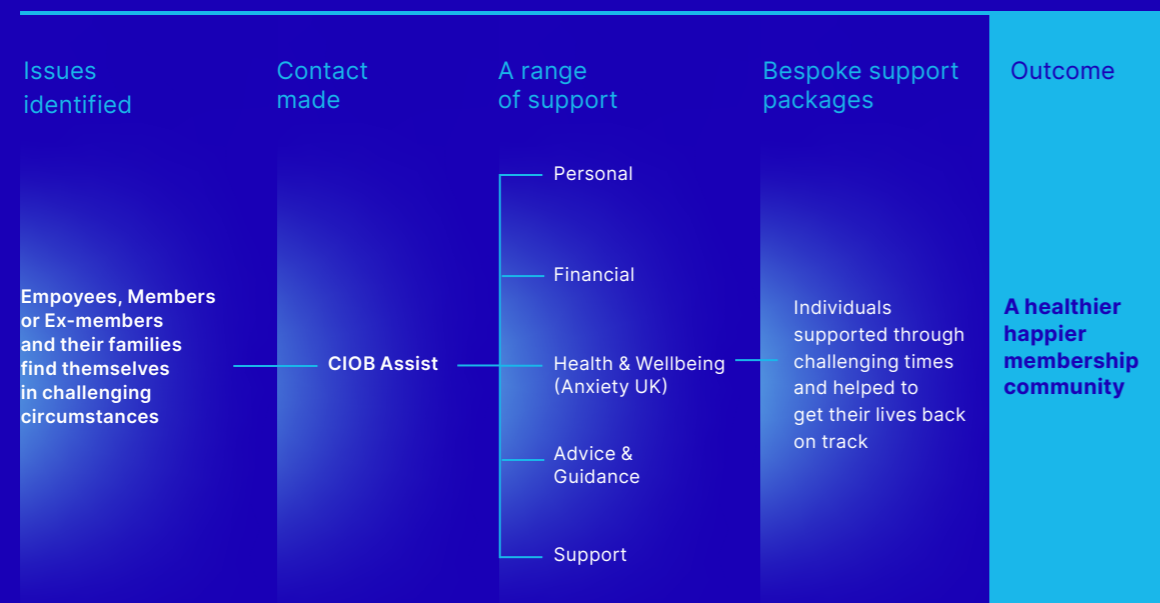 Issues
identified
Contact
made
A range
of support
Bespoke support
packages
Outcome
Empoyees, Members
or Ex-members
and their families
find themselves
in challenging
circumstances
CIOB Assist
Personal
Financial
Health & Wellbeing
(Anxiety UK)
Advice &
Guidance
Support
Individuals
supported through
challenging times
and helped to
get their lives back
on track
A healthier
happier
membership
community